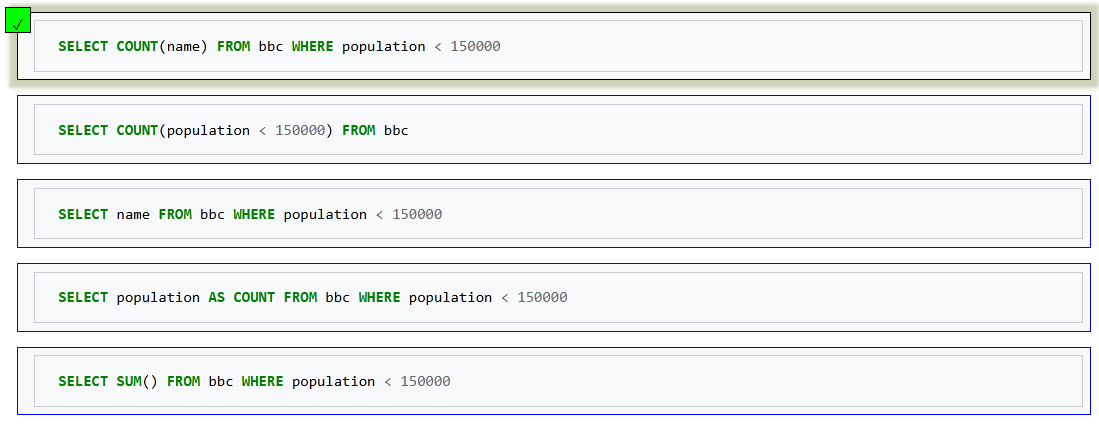 ✓
SELECT COUNT(name) FROM bbc WHERE population < 150000
SELECT COUNT(population < 150000) FROM bbc
SELECT name FROM bbc WHERE population < 150000
SELECT population AS COUNT FROM bbc WHERE population < 150000
SELECT SUM() FROM bbc WHERE population < 150000